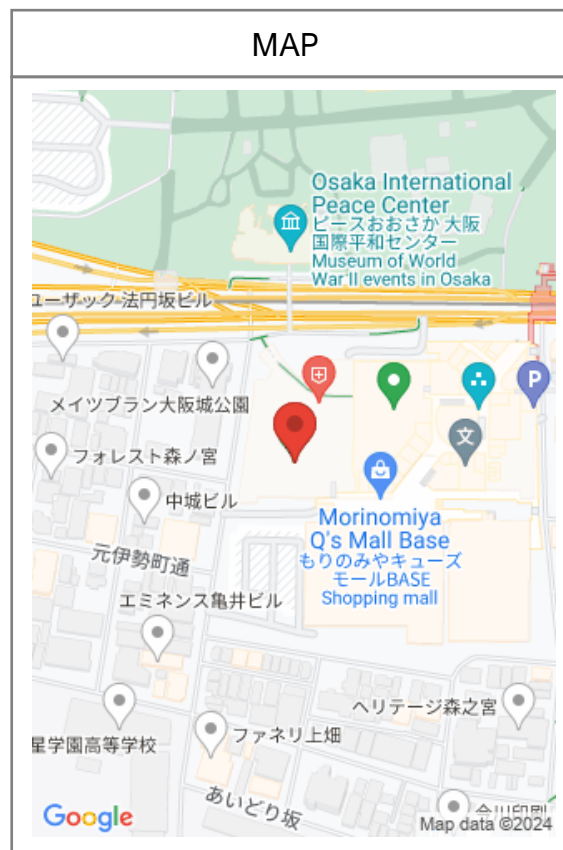 MAP
Osaka International
Peace Center
ピースおおさか 大阪
国際平和センター
Museum of World
War II events in Osaka
ユーザック 法円坂ビル
メイツブラン大阪城公園
P
フォレスト森ノ宮
文
中城ビル
Morinomiya
Q's Mall Base
もりのみやキューズ
モールBASE
Shopping mall
元伊勢町通
エミネンス亀井ビル
ヘリテージ森之宮
ファネリ上畑
星学園高等学校
あいどり坂
Google
Map data ©2024